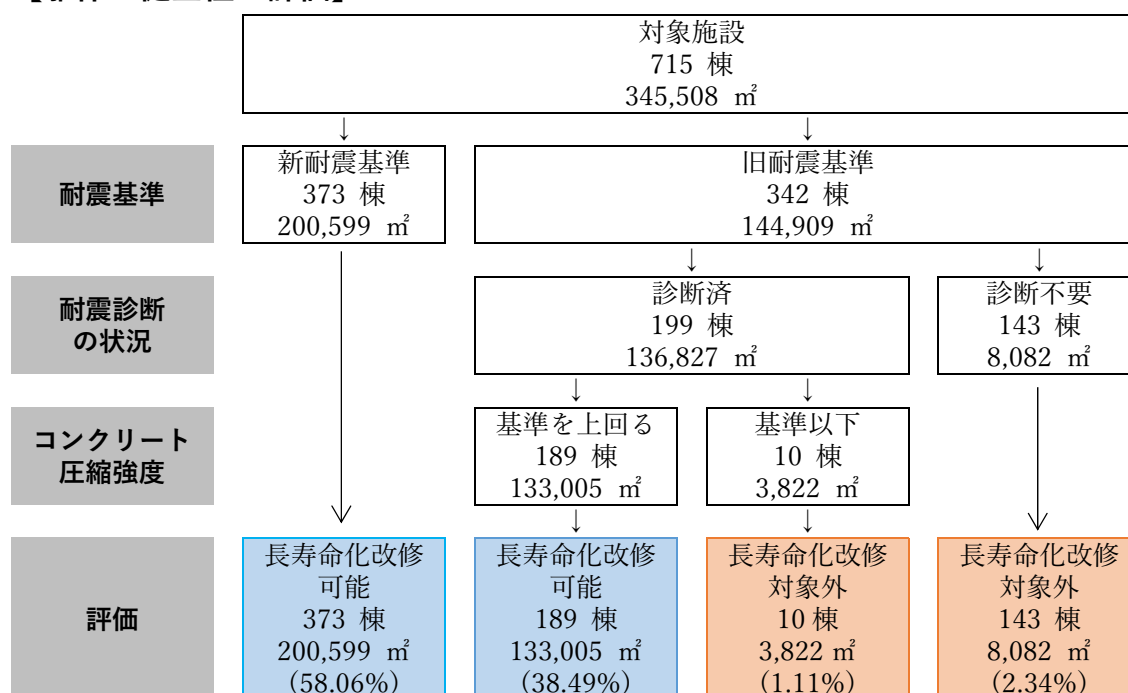 対象施設
715 棟
345,508 ㎡
↓ ↓
耐震基準
新耐震基準
373 棟
200,599 ㎡
旧耐震基準
342 棟
144,909 ㎡
↓ ↓
耐震診断
の状況
診断済
199 棟
136,827 ㎡
診断不要
143 棟
8,082 ㎡
↓ ↓
コンクリート
圧縮強度
基準を上回る
189 棟
133,005 ㎡
基準以下
10 棟
3,822 ㎡
↓ ↓
評価
長寿命化改修
可能
373 棟
200,599 ㎡
(58.06%)
長寿命化改修
可能
189 棟
133,005 ㎡
(38.49%)
長寿命化改修
対象外
10 棟
3,822 ㎡
(1.11%)
長寿命化改修
対象外
143 棟
8,082 ㎡
(2.34%)